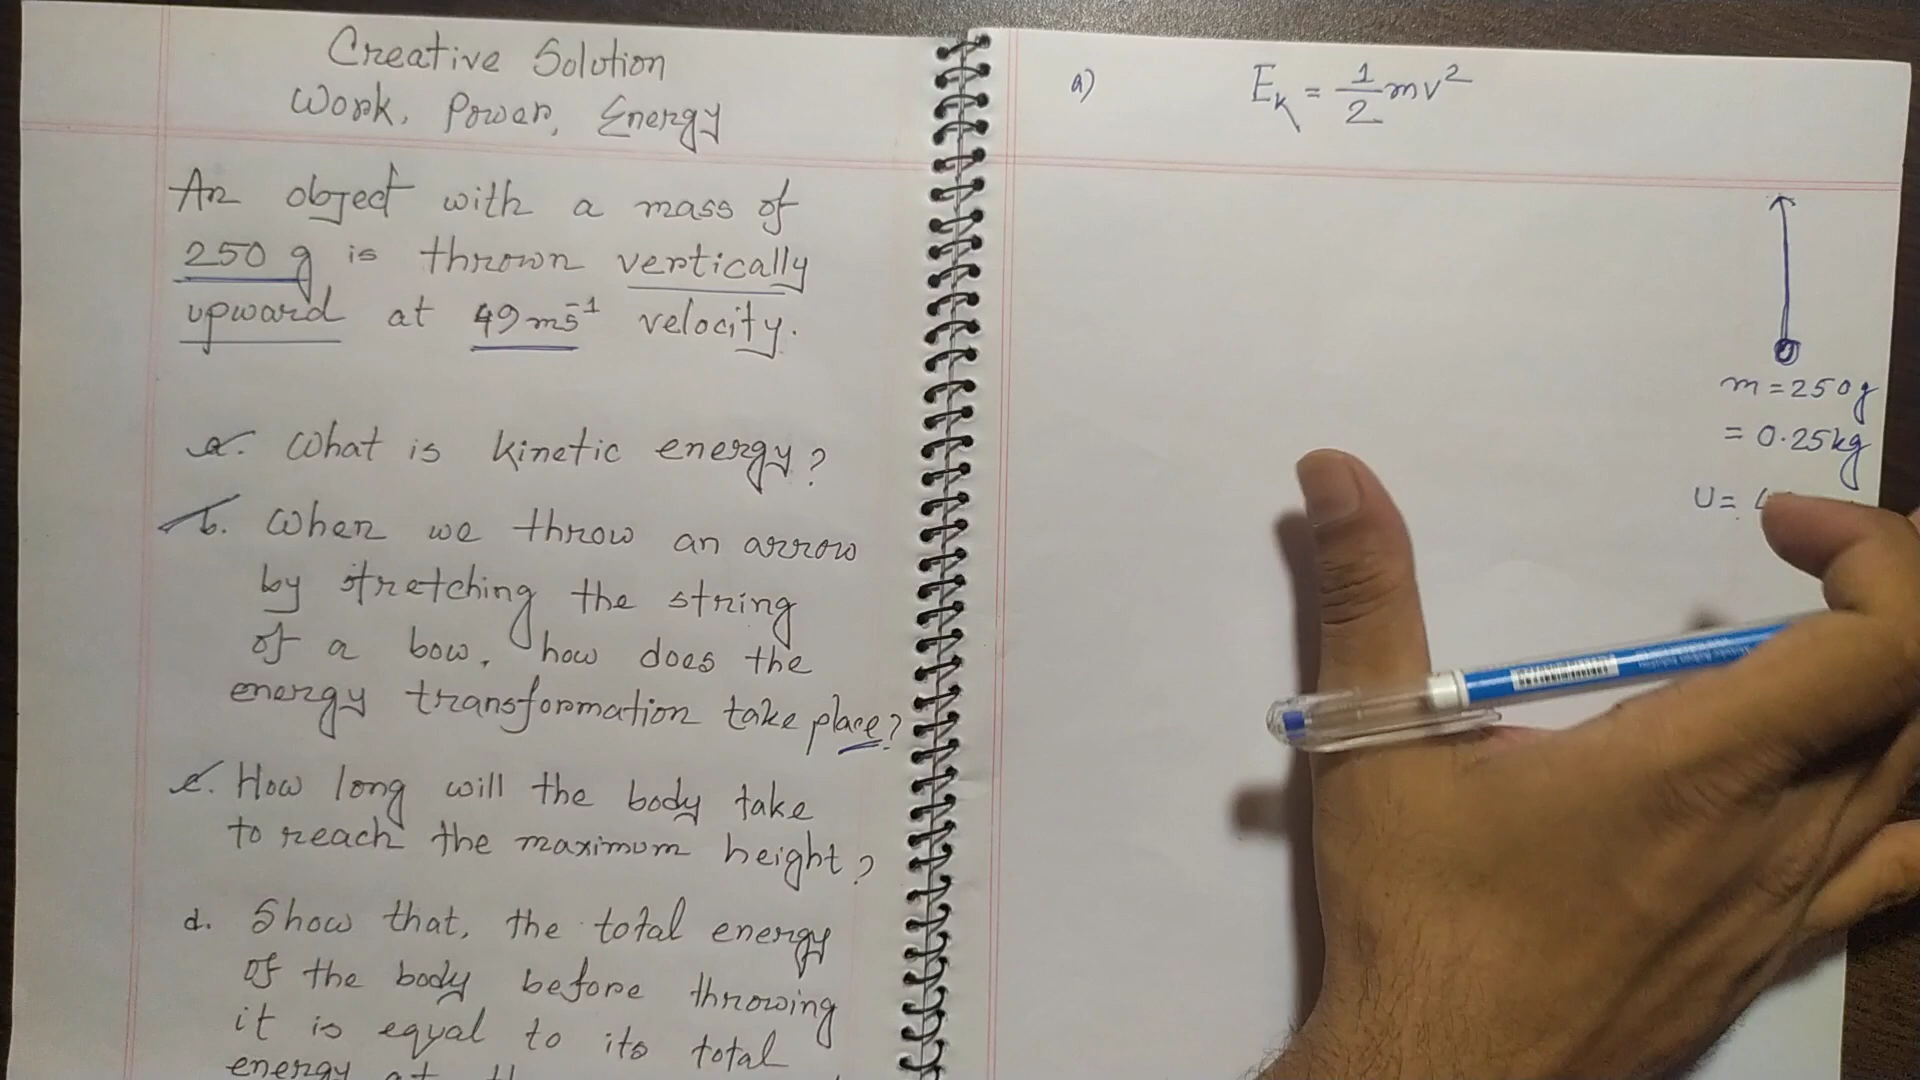 Creative Solution
Work, Power, Energy
An object with a mass of
250 g is thrown vertically
upward at 49 ms⁻¹ velocity.
a. What is kinetic energy?
b. When we throw an arrow
by stretching the string
of a bow, how does the
energy transformation take place?
c. How long will the body take
to reach the maximum height?
d. Show that, the total energy
of the body before throwing
it is equal to its total
energy at
a) Eₖ = 1/2 mv²
m = 250g
= 0.25kg
U =